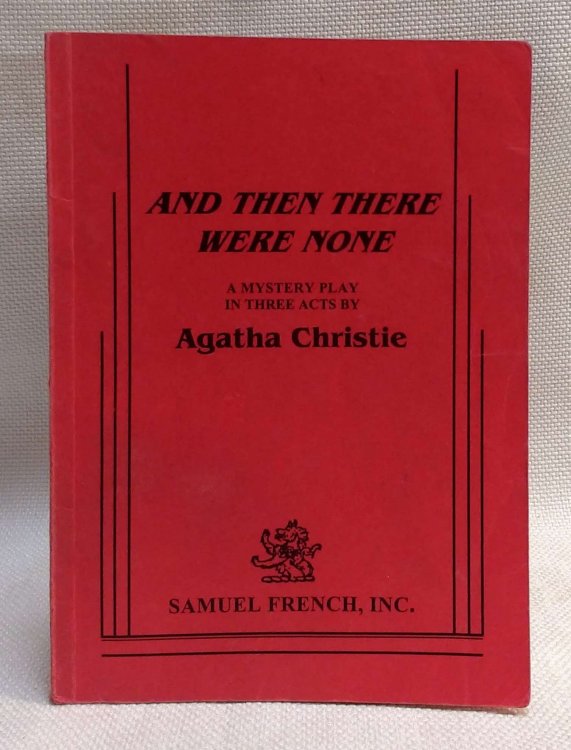 AND THEN THERE
WERE NONE
A MYSTERY PLAY
IN THREE ACTS BY
Agatha Christie
SAMUEL FRENCH, INC.